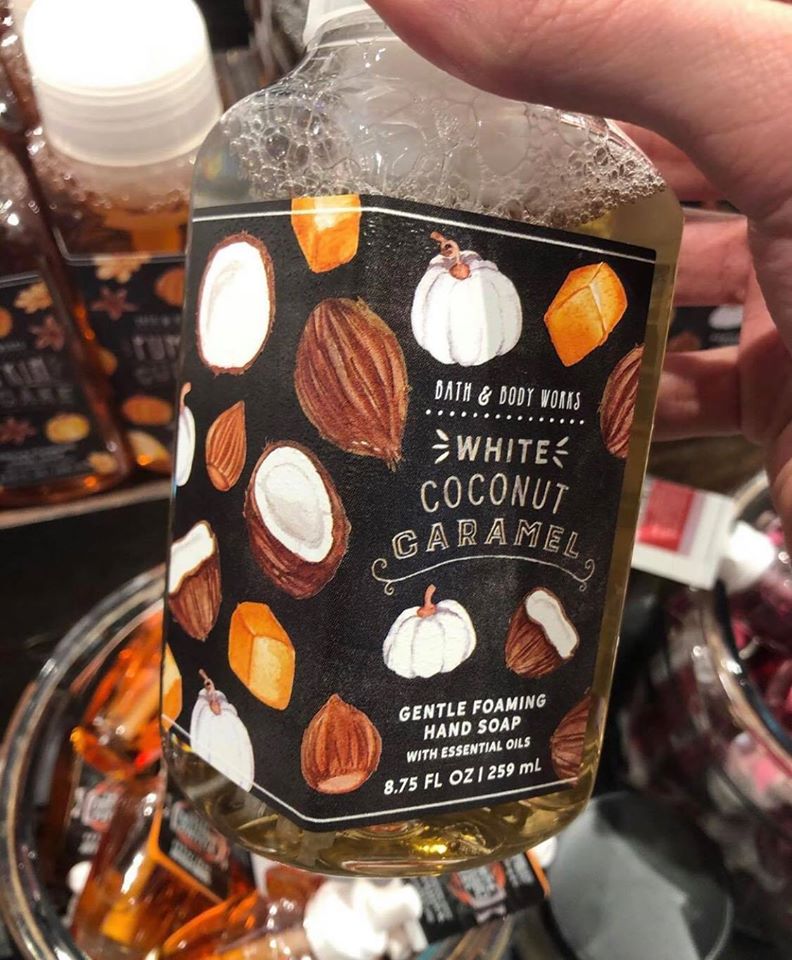 BATH & BODY WORKS
WHITE
COCONUT
CARAMEL
GENTLE FOAMING
HAND SOAP
WITH ESSENTIAL OILS
8.75 FL OZ | 259 mL